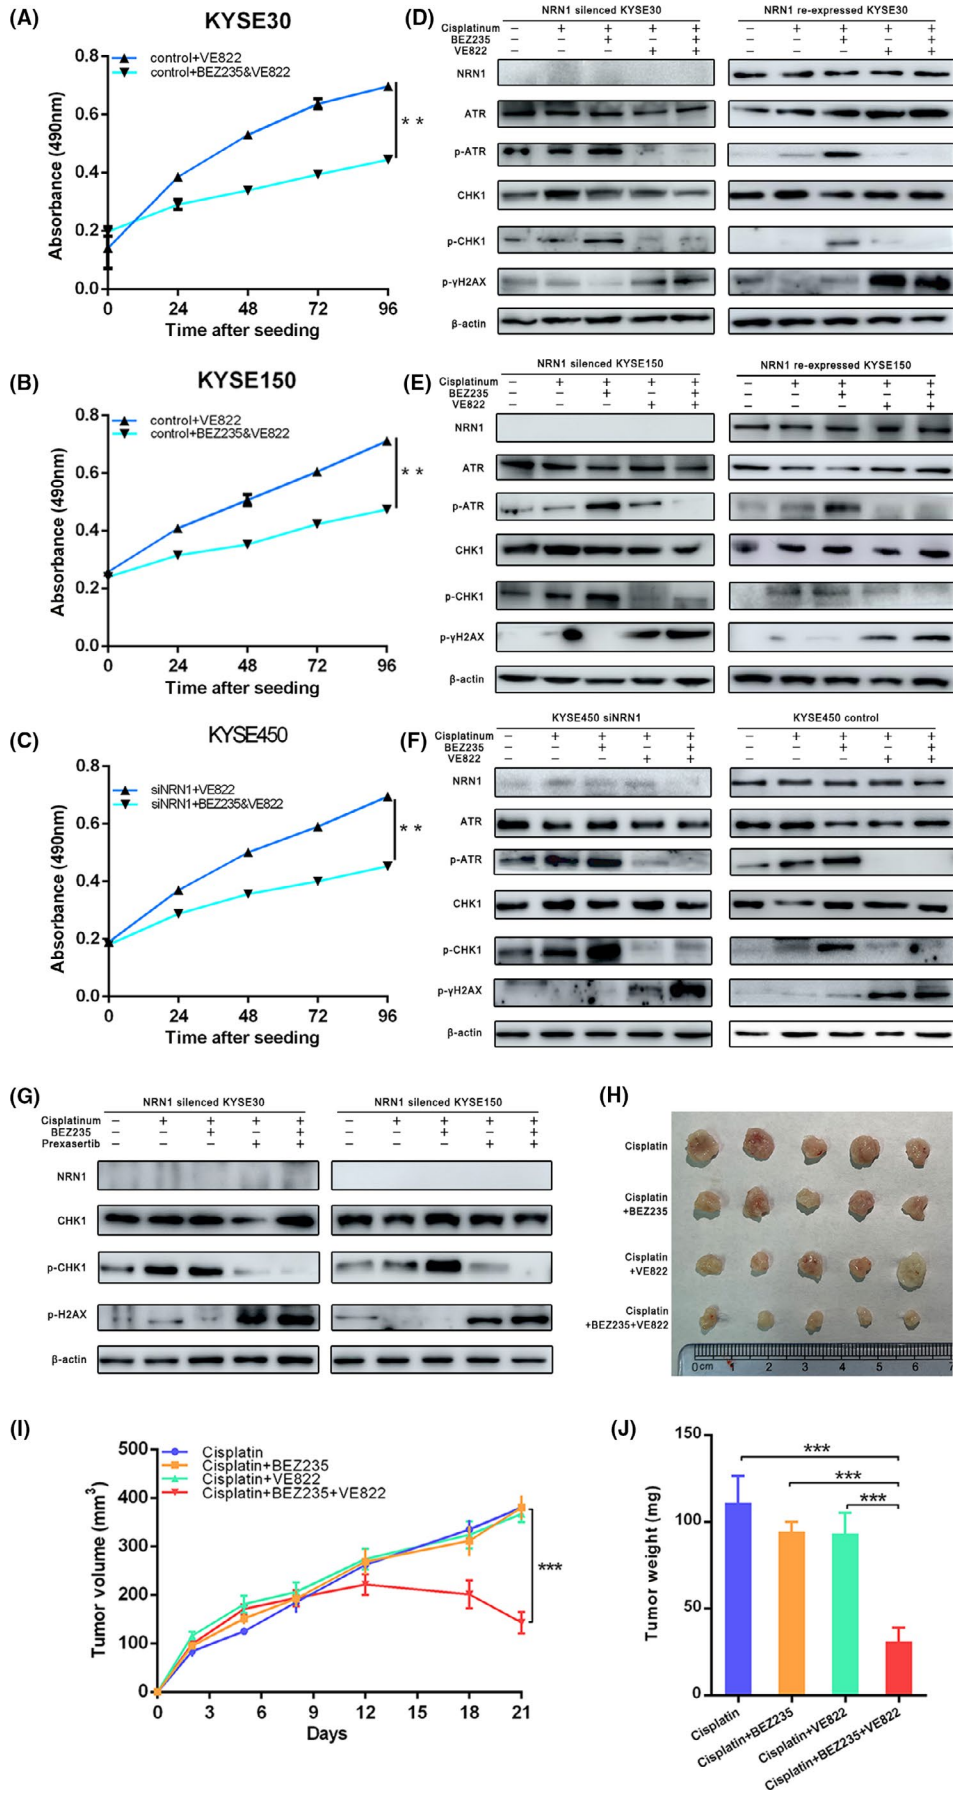 (A)
KYSE30
control+VE822
control+BEZ235&VE822
Absorbance (490nm)
0.8
0.6
0.4
0.2
0.0
* *
0 24 48 72 96
Time after seeding
(B)
KYSE150
control+VE822
control+BEZ235&VE822
Absorbance (490nm)
0.8
0.6
0.4
0.2
0.0
* *
0 24 48 72 96
Time after seeding
(C)
KYSE450
siNRN1+VE822
siNRN1+BEZ235&VE822
Absorbance (490nm)
0.8
0.6
0.4
0.2
0.0
* *
0 24 48 72 96
Time after seeding
(D)
NRN1 silenced KYSE30 NRN1 re-expressed KYSE30
Cisplatinum – + + + + – + + + +
BEZ235 – – + – + – – + – +
VE822 – – – + + – – – + +
NRN1
ATR
p-ATR
CHK1
p-CHK1
p-γH2AX
β-actin
(E)
NRN1 silenced KYSE150 NRN1 re-expressed KYSE150
Cisplatinum – + + + + – + + + +
BEZ235 – – + – + – – + – +
VE822 – – – + + – – – + +
NRN1
ATR
p-ATR
CHK1
p-CHK1
p-γH2AX
β-actin
(F)
KYSE450 siNRN1 KYSE450 control
Cisplatinum – + + + + – + + + +
BEZ235 – – + – + – – + – +
VE822 – – – + + – – – + +
NRN1
ATR
p-ATR
CHK1
p-CHK1
p-γH2AX
β-actin
(G)
NRN1 silenced KYSE30 NRN1 silenced KYSE150
Cisplatinum – + + + + – + + + +
BEZ235 – – + – + – – + – +
Prexasertib – – – + + – – – + +
NRN1
CHK1
p-CHK1
p-H2AX
β-actin
(H)
Cisplatin
Cisplatin
+BEZ235
Cisplatin
+VE822
Cisplatin
+BEZ235+VE822
0cm 1 2 3 4 5 6 7
(I)
Cisplatin
Cisplatin+BEZ235
Cisplatin+VE822
Cisplatin+BEZ235+VE822
Tumor volume (mm3)
500
400
300
200
100
0
***
0 3 6 9 12 15 18 21
Days
(J)
Tumor weight (mg)
150
100
50
0
***
***
***
Cisplatin
Cisplatin+BEZ235
Cisplatin+VE822
Cisplatin+BEZ235+VE822